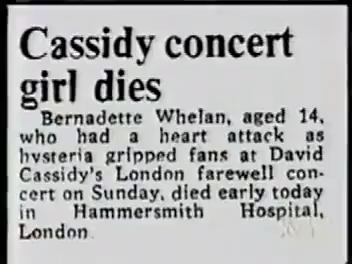 Cassidy concert
girl dies
Bernadette Whelan, aged 14,
who had a heart attack as
hysteria gripped fans at David
Cassidy's London farewell con-
cert on Sunday, died early today
in Hammersmith Hospital,
London